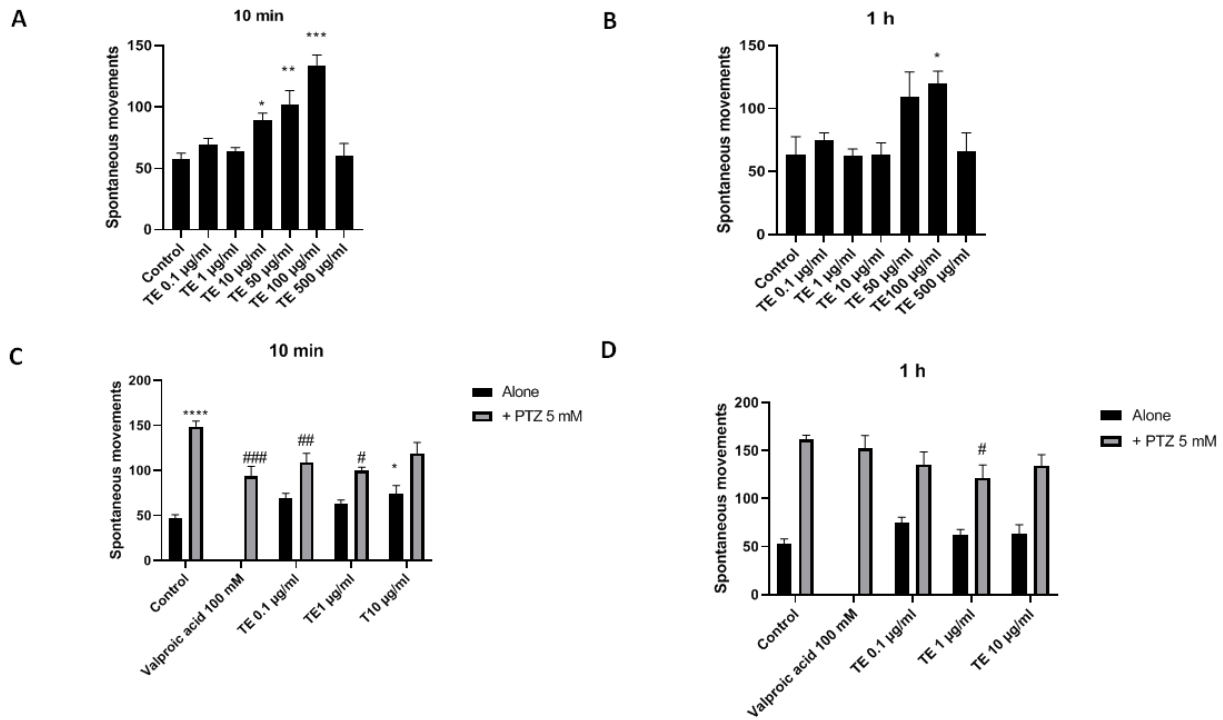 A
10 min
Spontaneous movements
150
100
50
0
*
**
***
Control
TE 0.1 µg/ml
TE 1 µg/ml
TE 10 µg/ml
TE 50 µg/ml
TE 100 µg/ml
TE 500 µg/ml
B
1 h
Spontaneous movements
150
100
50
0
*
Control
TE 0.1 µg/ml
TE 1 µg/ml
TE 10 µg/ml
TE 50 µg/ml
TE100 µg/ml
TE 500 µg/ml
C
10 min
Spontaneous movements
200
150
100
50
0
****
###
##
#
*
Control
Valproic acid 100 mM
TE 0.1 µg/ml
TE1 µg/ml
T10 µg/ml
Alone
+ PTZ 5 mM
D
1 h
Spontaneous movements
200
150
100
50
0
#
Control
Valproic acid 100 mM
TE 0.1 µg/ml
TE 1 µg/ml
TE 10 µg/ml
Alone
+ PTZ 5 mM